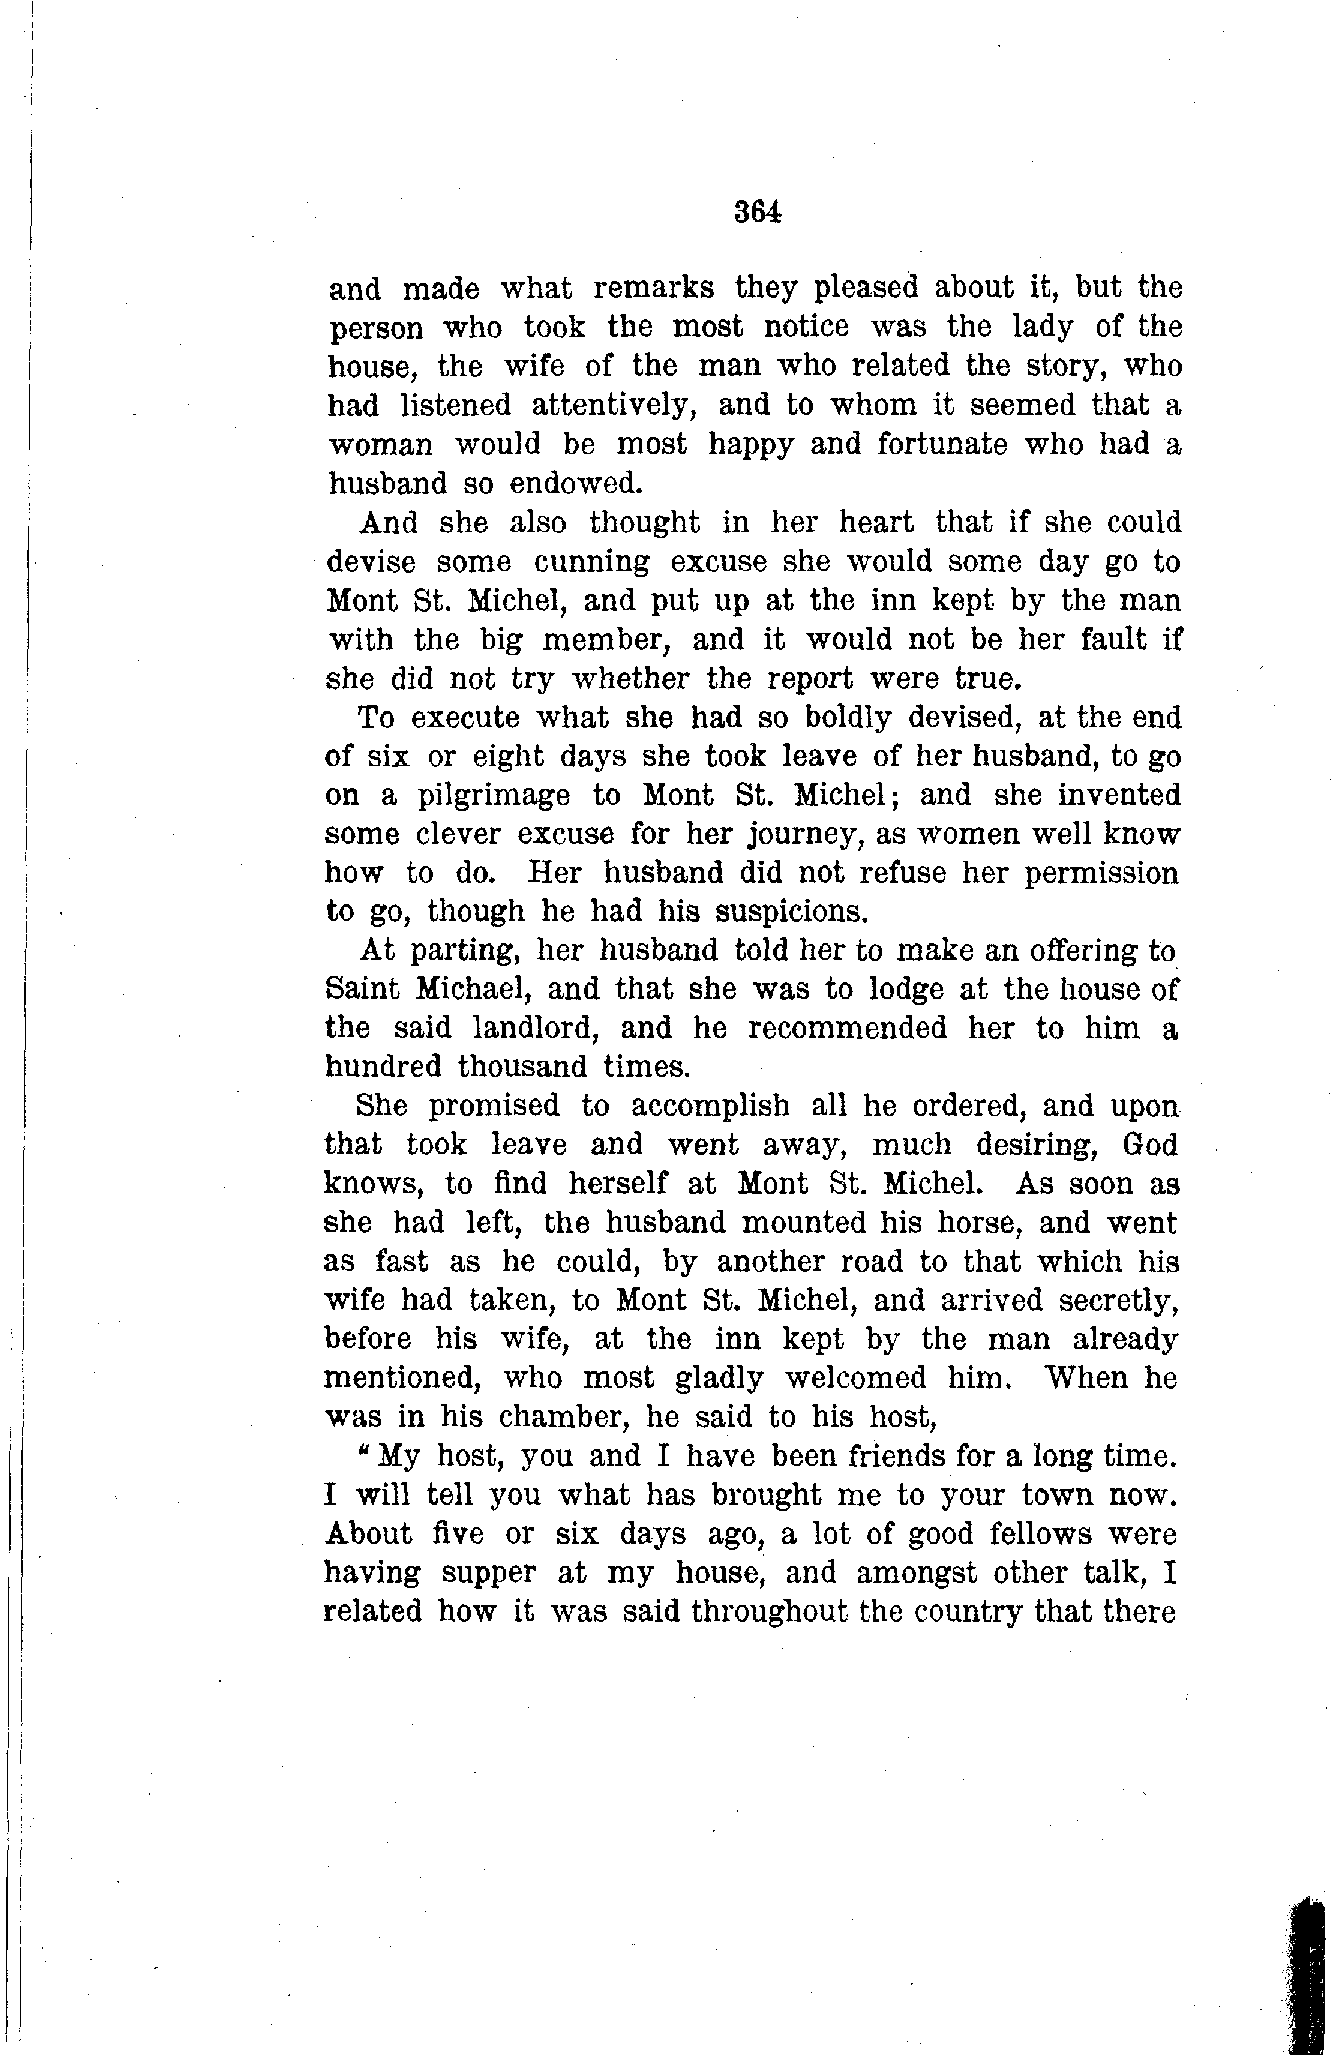 364
and made what remarks they pleased about it, but the
person who took the most notice was the lady of the
house, the wife of the man who related the story, who
had listened attentively, and to whom it seemed that a
woman would be most happy and fortunate who had a
husband so endowed.
And she also thought in her heart that if she could
devise some cunning excuse she would some day go to
Mont St. Michel, and put up at the inn kept by the man
with the big member, and it would not be her fault if
she did not try whether the report were true.
To execute what she had so boldly devised, at the end
of six or eight days she took leave of her husband, to go
on a pilgrimage to Mont St. Michel; and she invented
some clever excuse for her journey, as women well know
how to do. Her husband did not refuse her permission
to go, though he had his suspicions.
At parting, her husband told her to make an offering to
Saint Michael, and that she was to lodge at the house of
the said landlord, and he recommended her to him a
hundred thousand times.
She promised to accomplish all he ordered, and upon
that took leave and went away, much desiring, God
knows, to find herself at Mont St. Michel. As soon as
she had left, the husband mounted his horse, and went
as fast as he could, by another road to that which his
wife had taken, to Mont St. Michel, and arrived secretly,
before his wife, at the inn kept by the man already
mentioned, who most gladly welcomed him. When he
was in his chamber, he said to his host,
“My host, you and I have been friends for a long time.
I will tell you what has brought me to your town now.
About five or six days ago, a lot of good fellows were
having supper at my house, and amongst other talk, I
related how it was said throughout the country that there